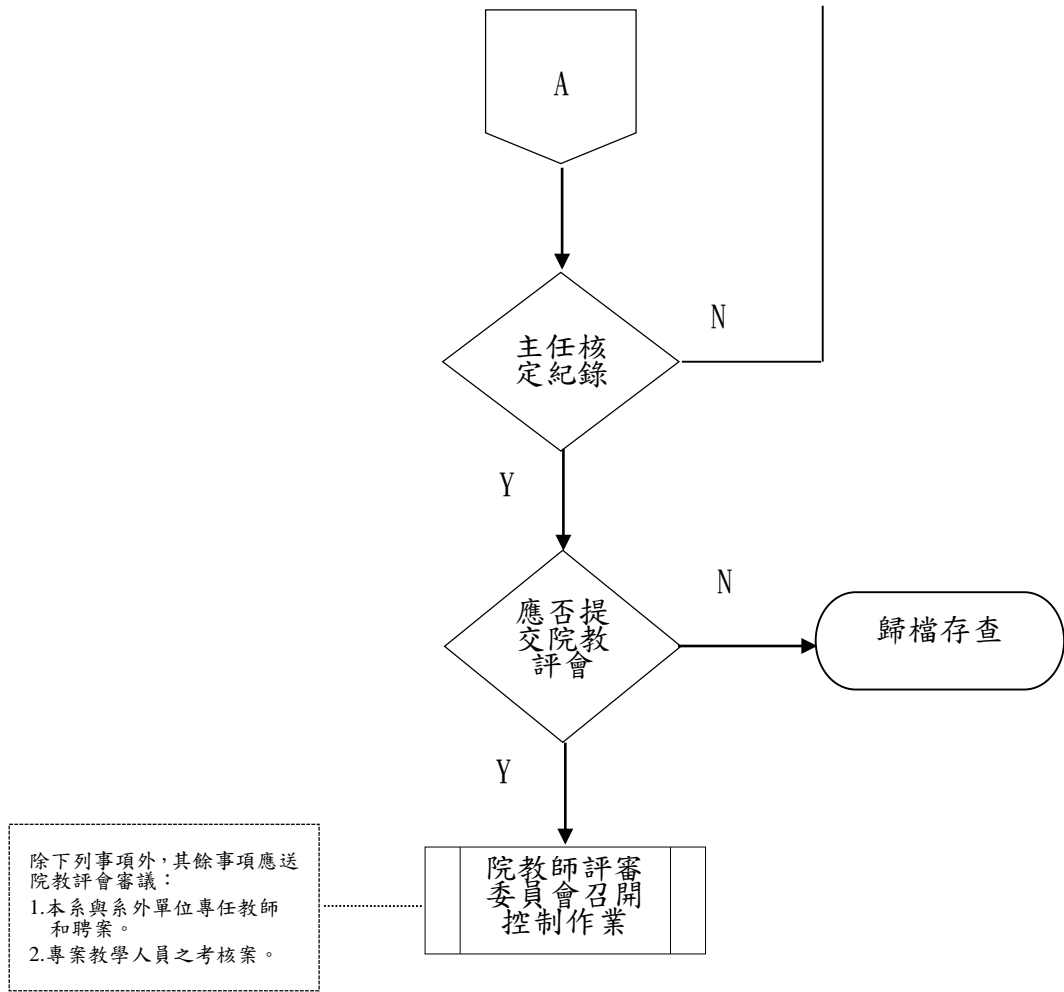 A
主任核
定紀錄
N
Y
應否提
交院教
評會
N
歸檔存查
Y
院教師評審
委員會召開
控制作業
除下列事項外，其餘事項應送
院教評會審議：
1.本系與系外單位專任教師
和聘案。
2.專案教學人員之考核案。